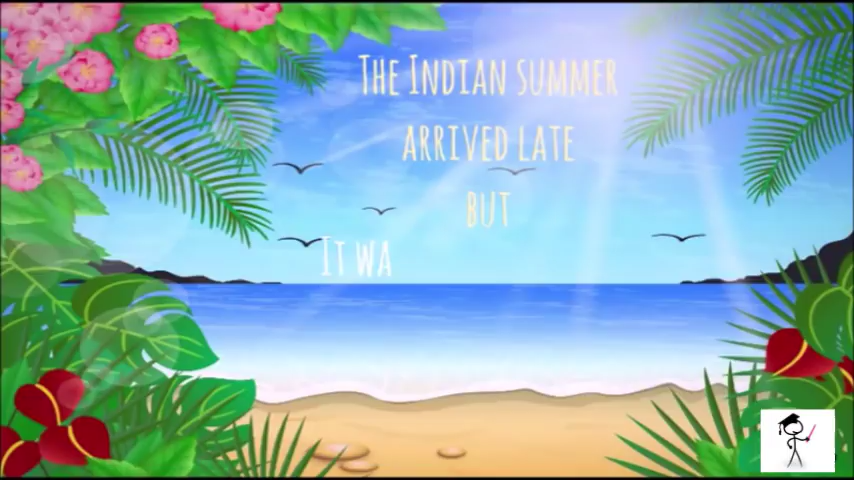 The Indian summer
arrived late
but
It wa